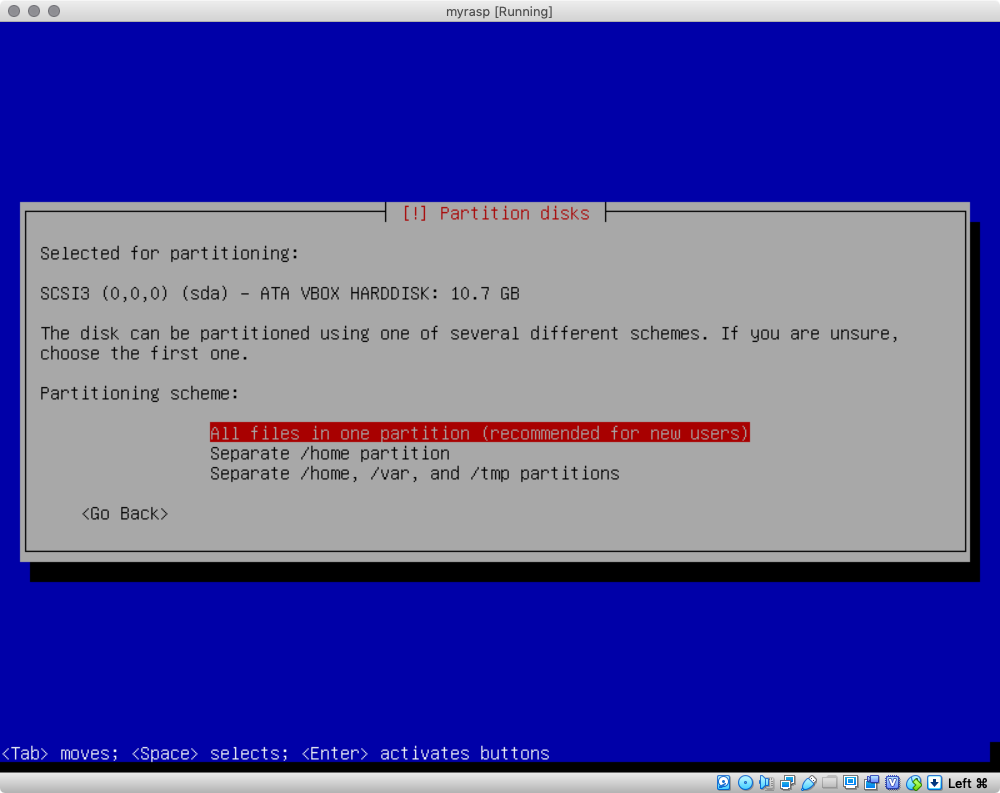 myrasp [Running]
[!] Partition disks
Selected for partitioning:
SCSI3 (0,0,0) (sda) - ATA VBOX HARDDISK: 10.7 GB
The disk can be partitioned using one of several different schemes. If you are unsure,
choose the first one.
Partitioning scheme:
All files in one partition (recommended for new users)
Separate /home partition
Separate /home, /var, and /tmp partitions
<Go Back>
<Tab> moves; <Space> selects; <Enter> activates buttons
Left ⌘